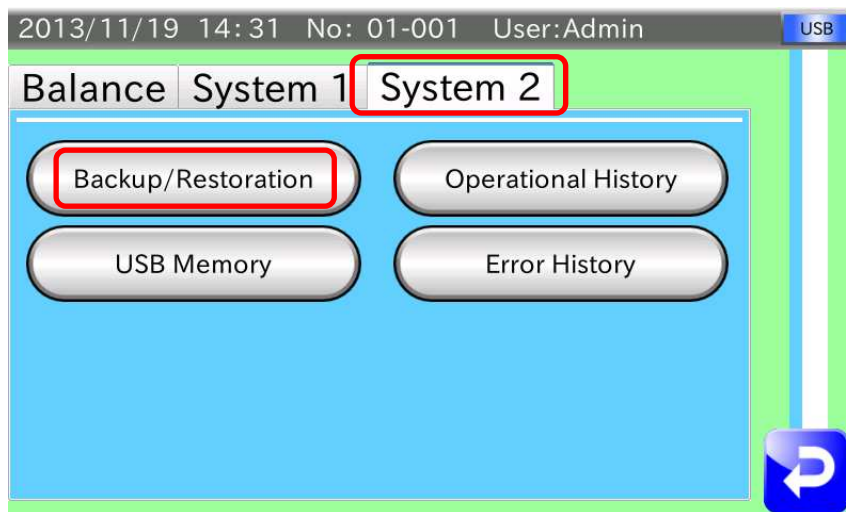 2013/11/19 14:31 No: 01-001 User:Admin USB
Balance System 1 System 2
Backup/Restoration Operational History
USB Memory Error History